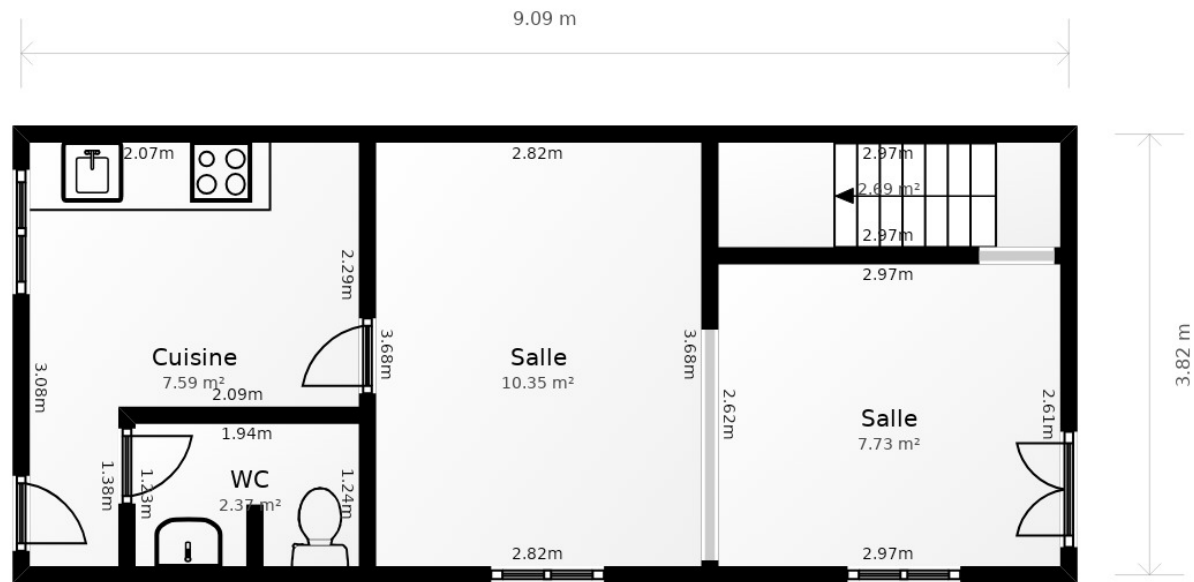 9.09 m
2.07m
2.82m
2.97m
2.69 m²
2.97m
2.97m
2.29m
3.68m
3.68m
3.82 m
Cuisine
7.59 m²
Salle
10.35 m²
3.08m
2.09m
2.62m
2.61m
Salle
7.73 m²
1.94m
1.38m
1.23m
WC
2.37 m²
1.24m
2.82m
2.97m